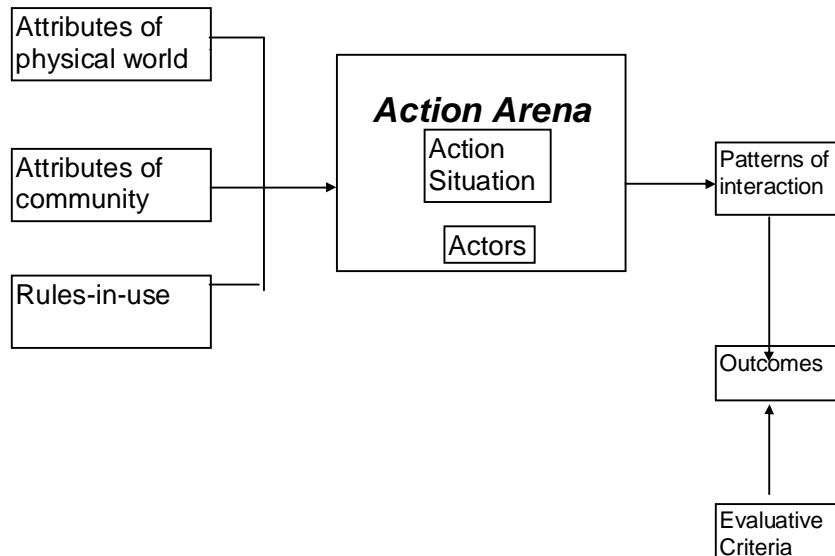 Attributes of
physical world
Attributes of
community
Rules-in-use
Action Arena
Action
Situation
Actors
Patterns of
interaction
Outcomes
Evaluative
Criteria